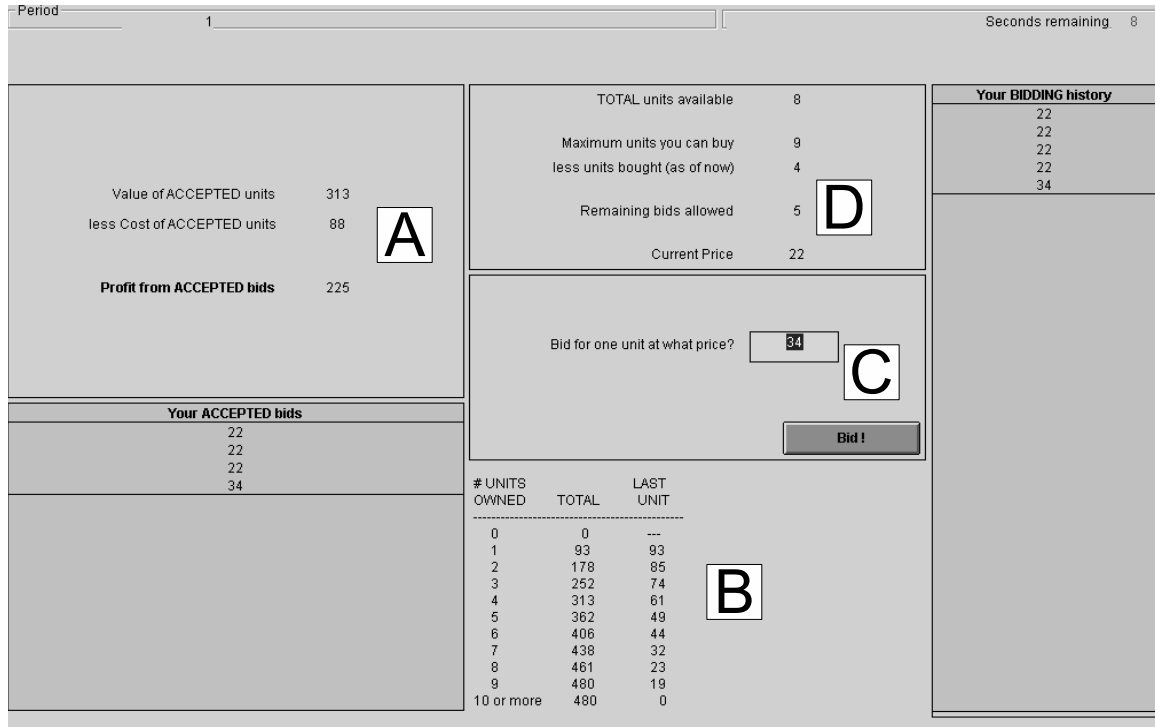 Period
1
Seconds remaining 8
Value of ACCEPTED units 313
less Cost of ACCEPTED units 88
Profit from ACCEPTED bids 225
A
TOTAL units available 8
Maximum units you can buy 9
less units bought (as of now) 4
Remaining bids allowed 5
Current Price 22
D
Bid for one unit at what price? 34
C
Bid !
Your BIDDING history
22
22
22
22
34
Your ACCEPTED bids
22
22
22
34
# UNITS LAST
OWNED TOTAL UNIT
--------------------------------------------------
0 0 ---
1 93 93
2 178 85
3 252 74
4 313 61
5 362 49
6 406 44
7 438 32
8 461 23
9 480 19
10 or more 480 0
B